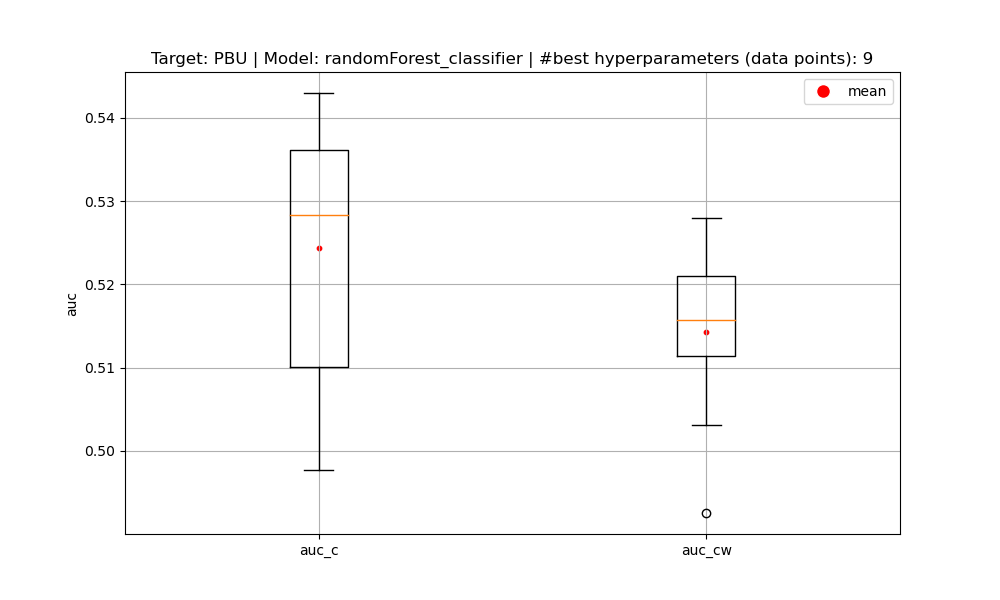 Target: PBU | Model: randomForest_classifier | #best hyperparameters (data points): 9
mean
0.54
0.53
0.52
0.51
0.50
auc
auc_c
auc_cw